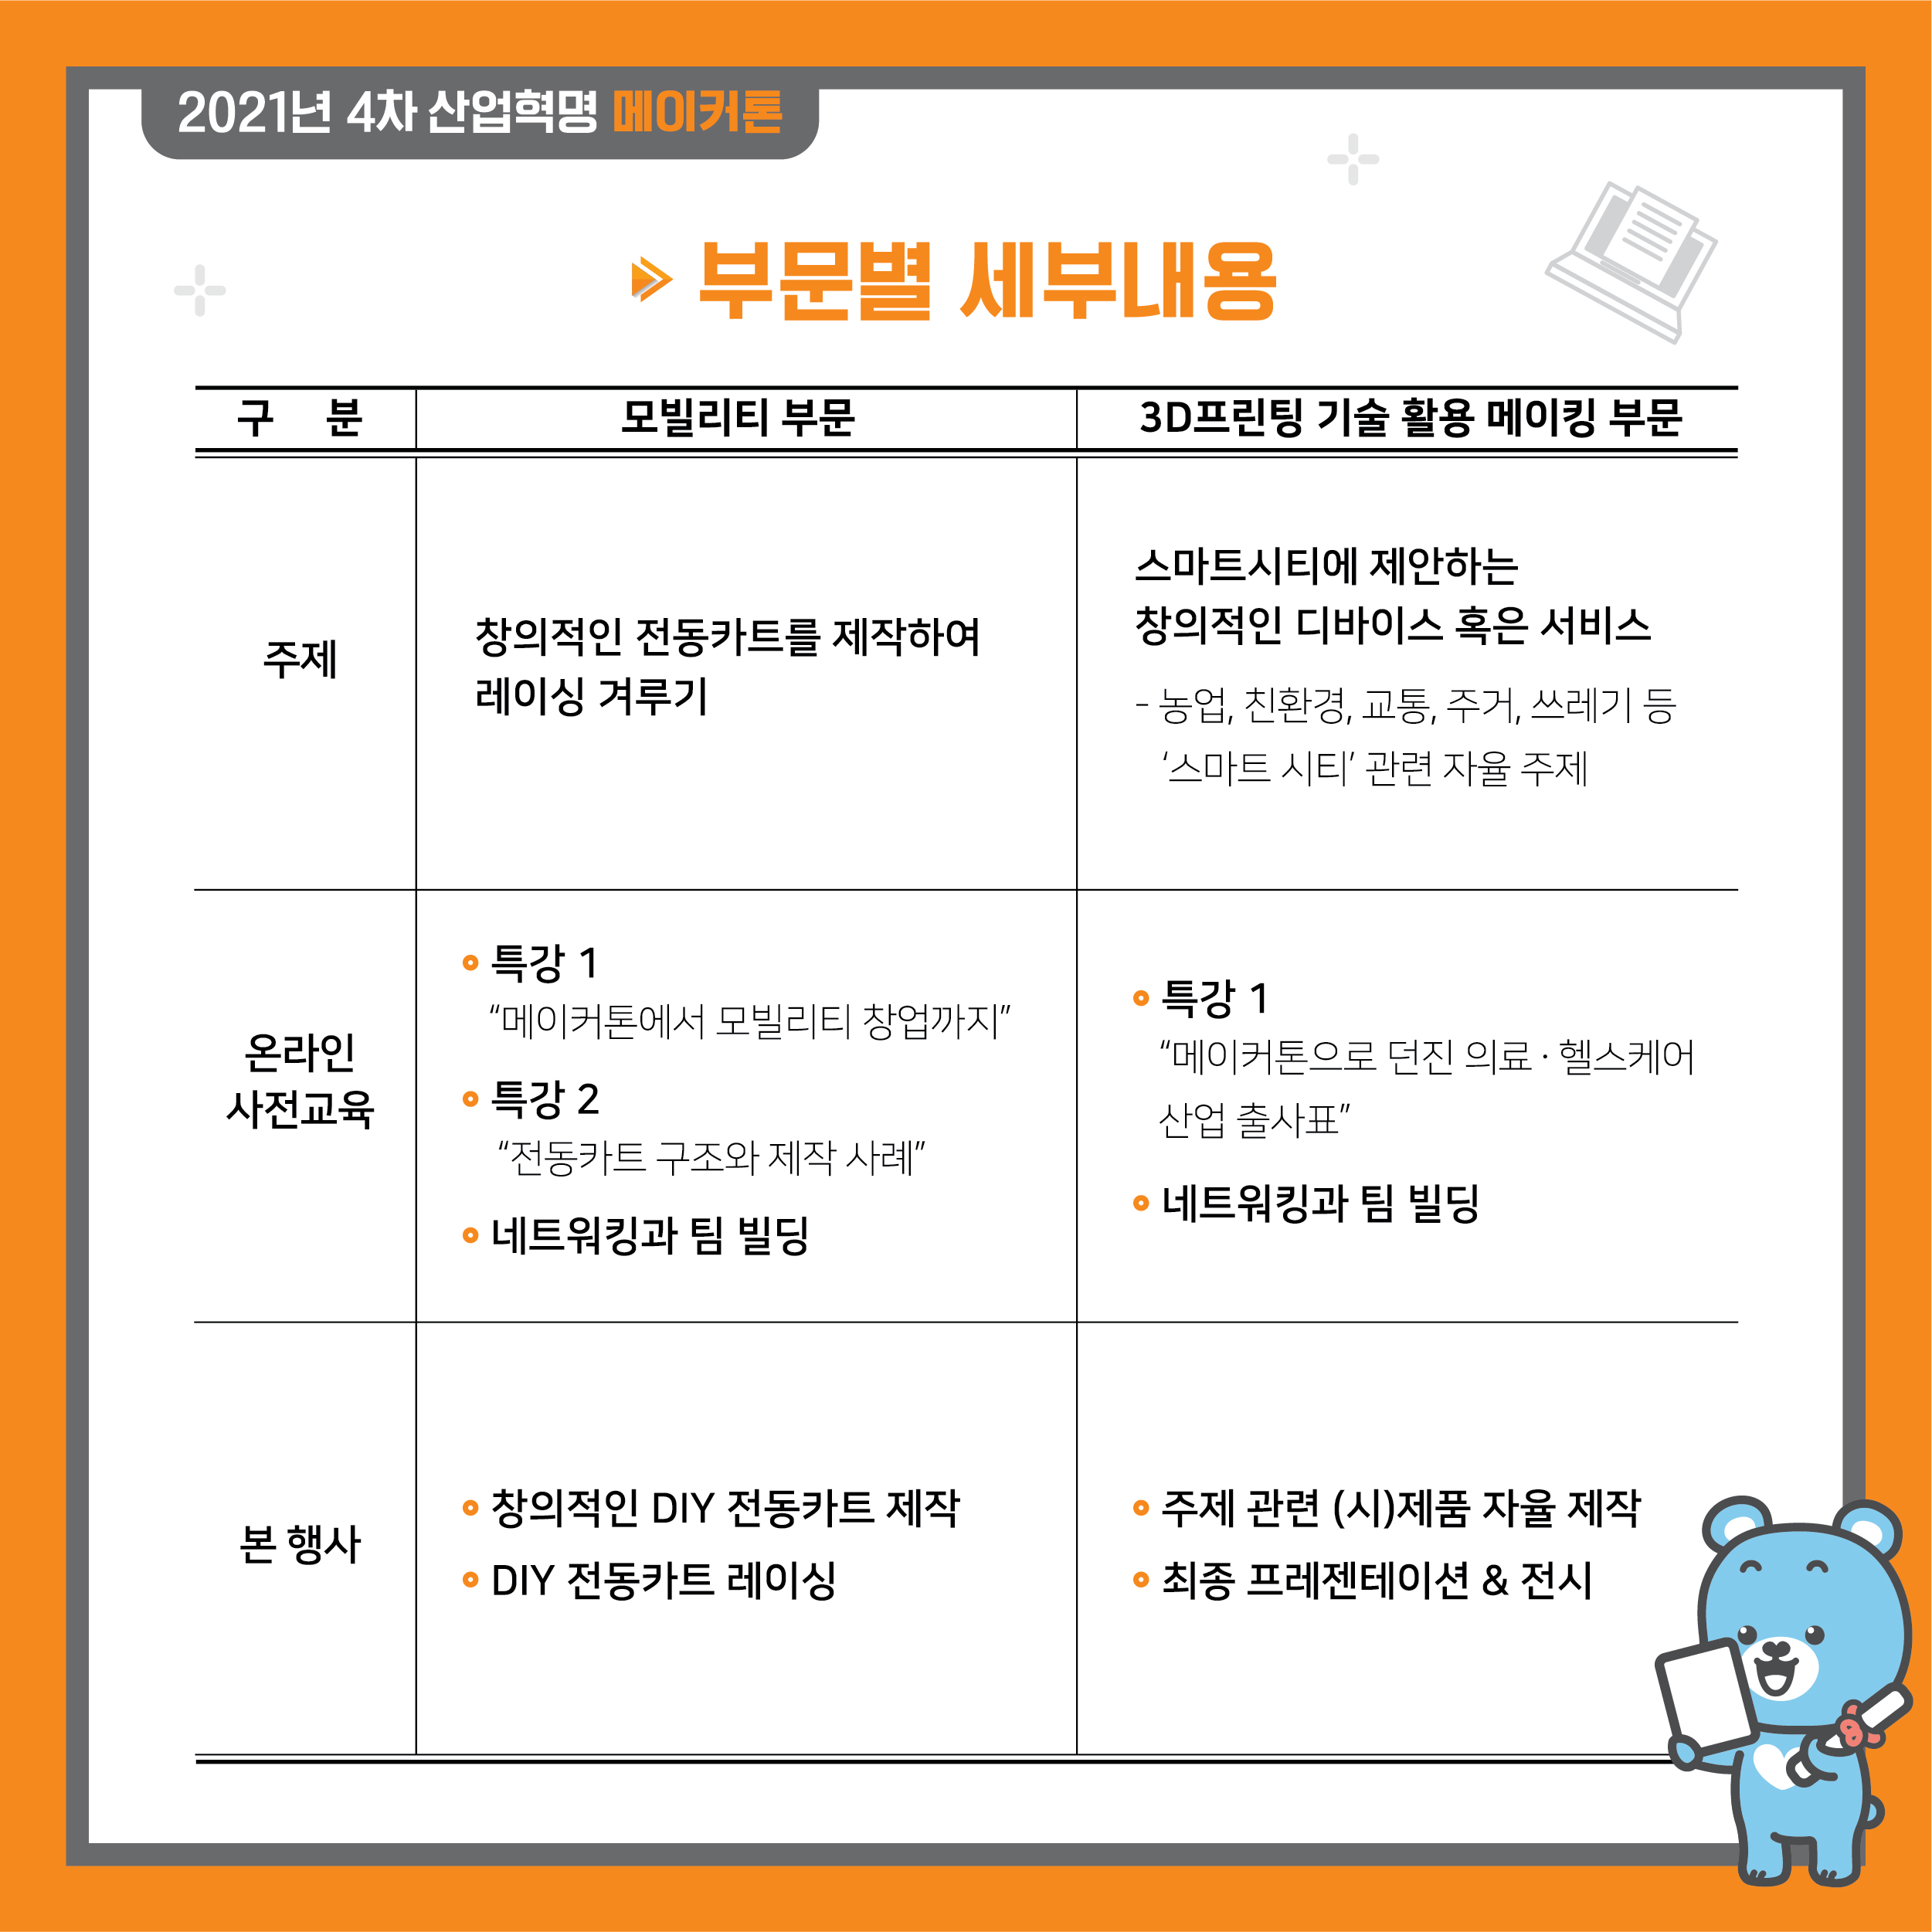 2021년 4차 산업혁명 메이커톤
부문별 세부내용
구 분 모빌리티 부문 3D프린팅 기술 활용 메이킹 부문
주제
창의적인 전동카트를 제작하여
레이싱 겨루기
스마트시티에 제안하는
창의적인 디바이스 혹은 서비스
- 농업, 친환경, 교통, 주거, 쓰레기 등
‘스마트 시티’ 관련 자율 주제
온라인
사전교육
특강 1
“메이커톤에서 모빌리티 창업까지”
특강 2
“전동카트 구조와 제작 사례”
네트워킹과 팀 빌딩
특강 1
“메이커톤으로 던진 의료 · 헬스케어
산업 출사표”
네트워킹과 팀 빌딩
본 행사
창의적인 DIY 전동카트 제작
DIY 전동카트 레이싱
주제 관련 (시)제품 자율 제작
최종 프레젠테이션 & 전시